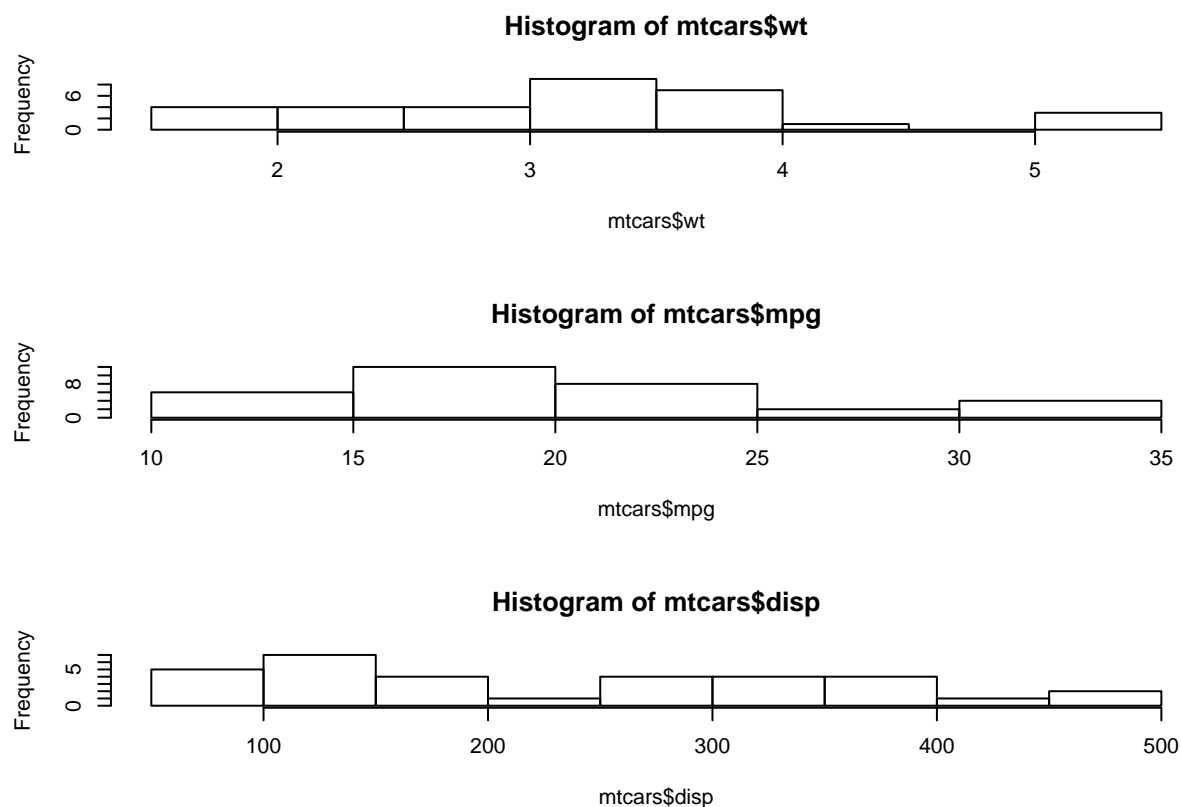 Histogram of mtcars$wt
Frequency
6
0
2 3 4 5
mtcars$wt
Histogram of mtcars$mpg
Frequency
8
0
10 15 20 25 30 35
mtcars$mpg
Histogram of mtcars$disp
Frequency
5
0
100 200 300 400 500
mtcars$disp